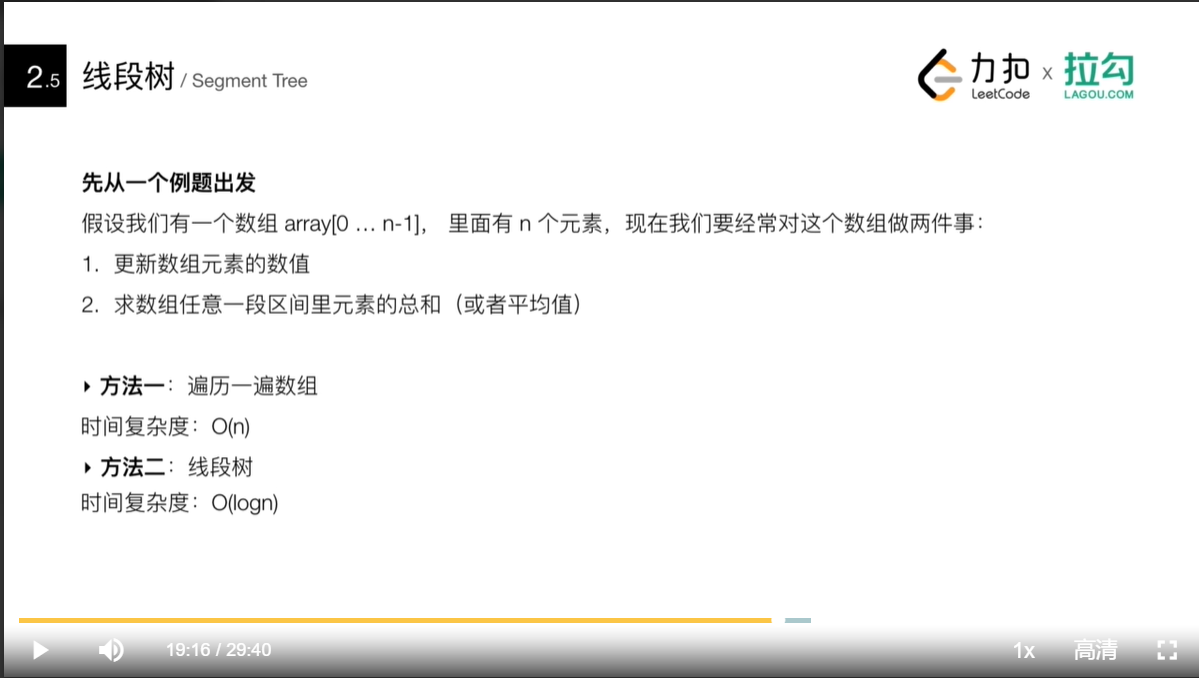 2.5 线段树 / Segment Tree
力扣 LeetCode x 拉勾 LAGOU.COM
先从一个例题出发
假设我们有一个数组 array[0 … n-1]， 里面有 n 个元素，现在我们要经常对这个数组做两件事：
1. 更新数组元素的数值
2. 求数组任意一段区间里元素的总和（或者平均值）
方法一：遍历一遍数组
时间复杂度：O(n)
方法二：线段树
时间复杂度：O(logn)
19:16 / 29:40 1x 高清